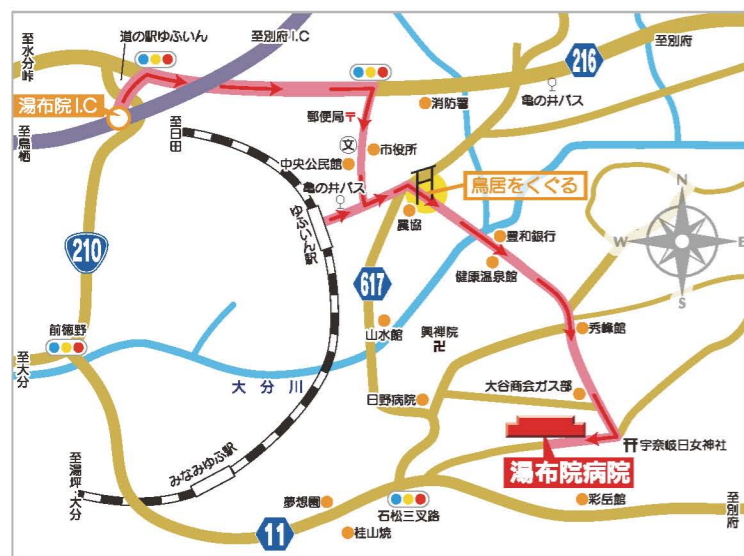 至水分峠
道の駅ゆふいん
至別府I.C
216
至別府
湯布院I.C
至鳥栖
至日田
郵便局〒
消防署
亀の井バス
文
市役所
中央公民館
亀の井バス
鳥居をくぐる
ゆふいん駅
農協
N
W
E
S
豊和銀行
健康温泉館
210
617
前徳野
山水館
興禅院
卍
秀峰館
至大分
大分川
日野病院
大谷商会ガス部
宇奈岐日女神社
湯布院病院
みなみゆふ駅
至湯坪・大分
夢想園
石松三叉路
彩岳館
至別府
11
桂山焼